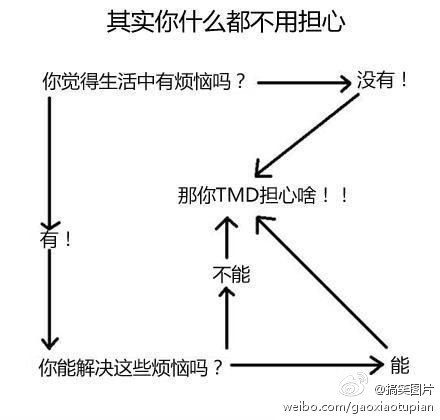 其实你什么都不用担心
你觉得生活中有烦恼吗？
没有！
那你TMD担心啥！！
有！
不能
你能解决这些烦恼吗？
能
@搞笑图片
weibo.com/gaoxiaotupian